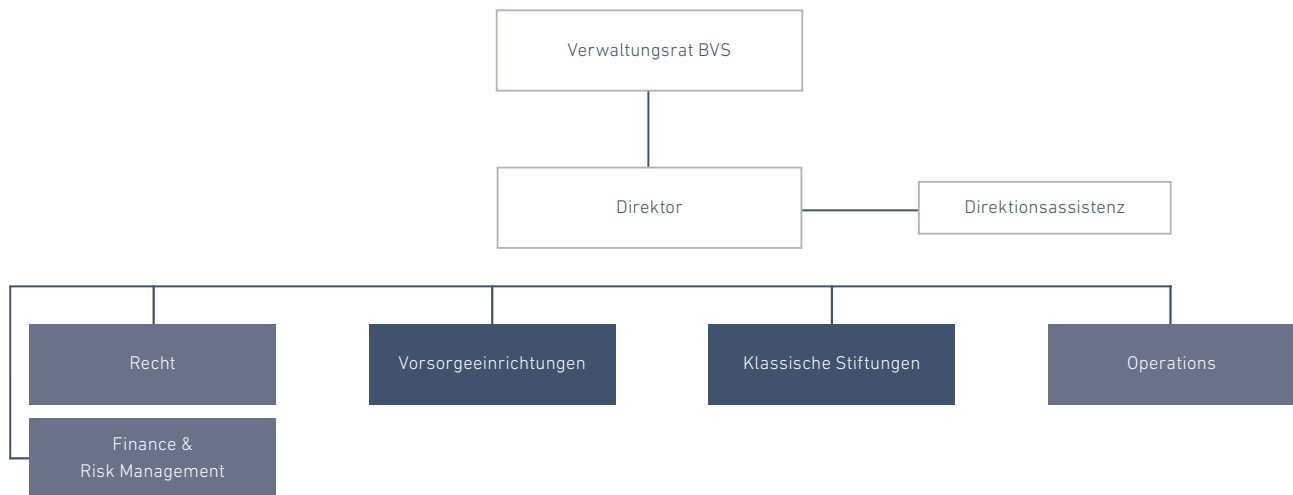 Verwaltungsrat BVS
Direktor
Direktionsassistenz
Recht
Vorsorgeeinrichtungen
Klassische Stiftungen
Operations
Finance &
Risk Management